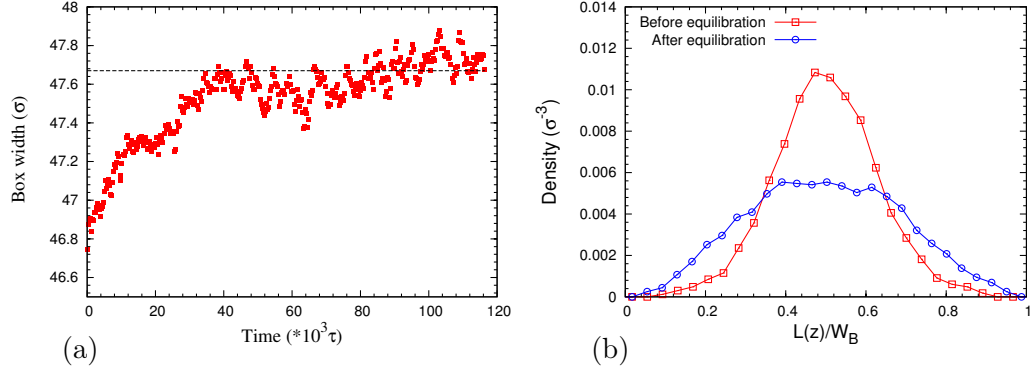 48
47.8
47.6
47.4
47.2
47
46.8
46.6
Box width (σ)
0 20 40 60 80 100 120
Time (*10³τ)
(a)
Before equilibration
After equilibration
0.014
0.012
0.01
0.008
0.006
0.004
0.002
0
Density (σ⁻³)
0 0.2 0.4 0.6 0.8 1
L(z)/W_B
(b)